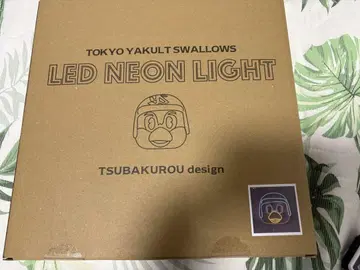 TOKYO YAKULT SWALLOWS
LED NEON LIGHT
TSUBAKUROU design